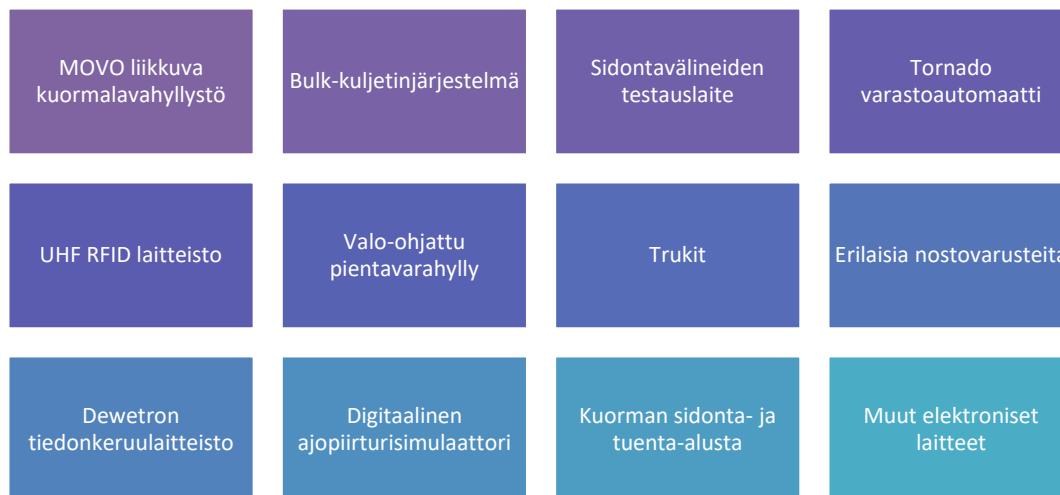 MOVO liikkuva
kuormalavahyllystö
Bulk-kuljetinjärjestelmä
Sidontavälineiden
testauslaite
Tornado
varastoautomaatti
UHF RFID laitteisto
Valo-ohjattu
pientavarahylly
Trukit
Erilaisia nostovarusteita
Dewetron
tiedonkeruulaitteisto
Digitaalinen
ajopiirturisimulaattori
Kuorman sidonta- ja
tuenta-alusta
Muut elektroniset
laitteet